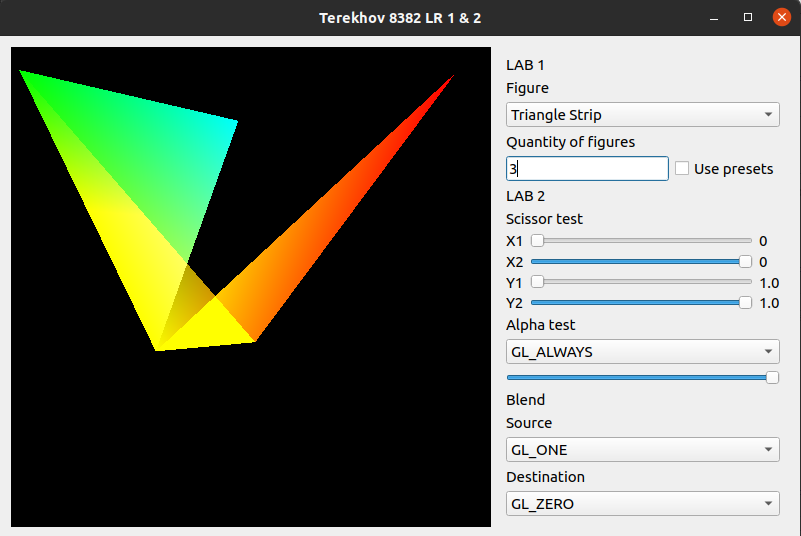 Terekhov 8382 LR 1 & 2
LAB 1
Figure
Triangle Strip
Quantity of figures
3
Use presets
LAB 2
Scissor test
X1 0
X2 0
Y1 1.0
Y2 1.0
Alpha test
GL_ALWAYS
Blend
Source
GL_ONE
Destination
GL_ZERO